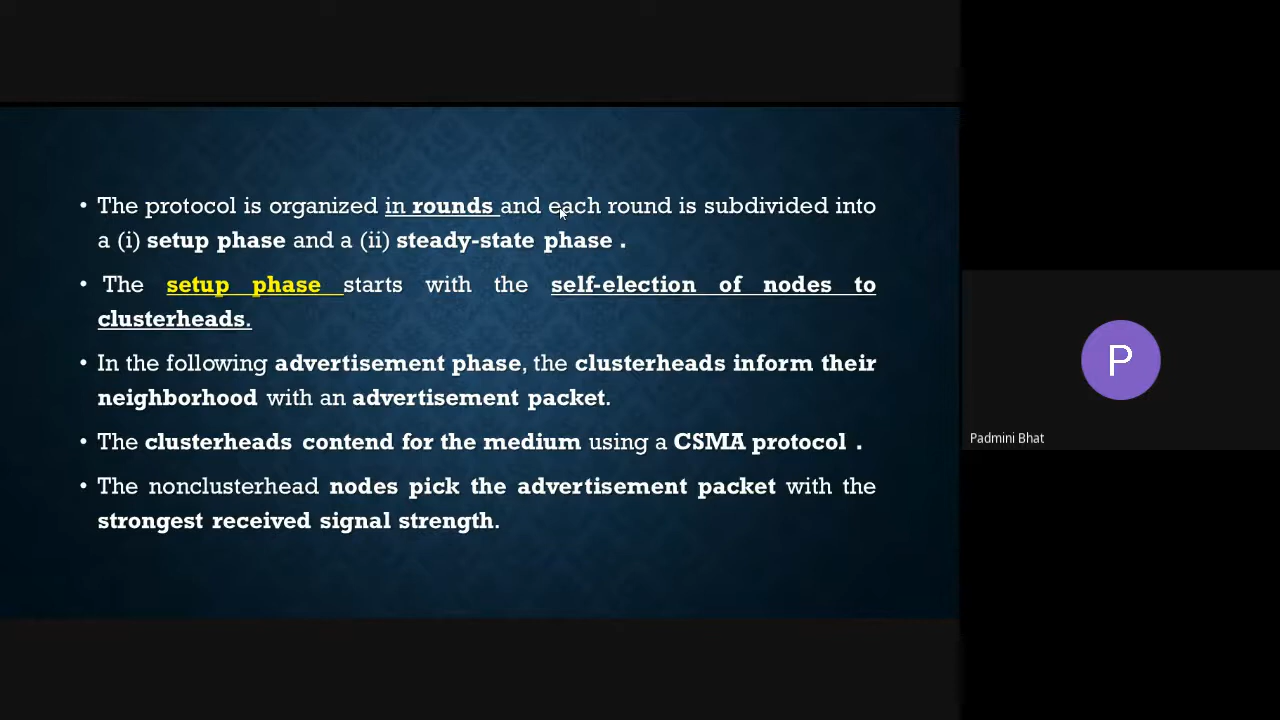 • The protocol is organized in rounds and each round is subdivided into
a (i) setup phase and a (ii) steady-state phase .
• The setup phase starts with the self-election of nodes to
clusterheads.
• In the following advertisement phase, the clusterheads inform their
neighborhood with an advertisement packet.
• The clusterheads contend for the medium using a CSMA protocol .
• The nonclusterhead nodes pick the advertisement packet with the
strongest received signal strength.
P
Padmini Bhat